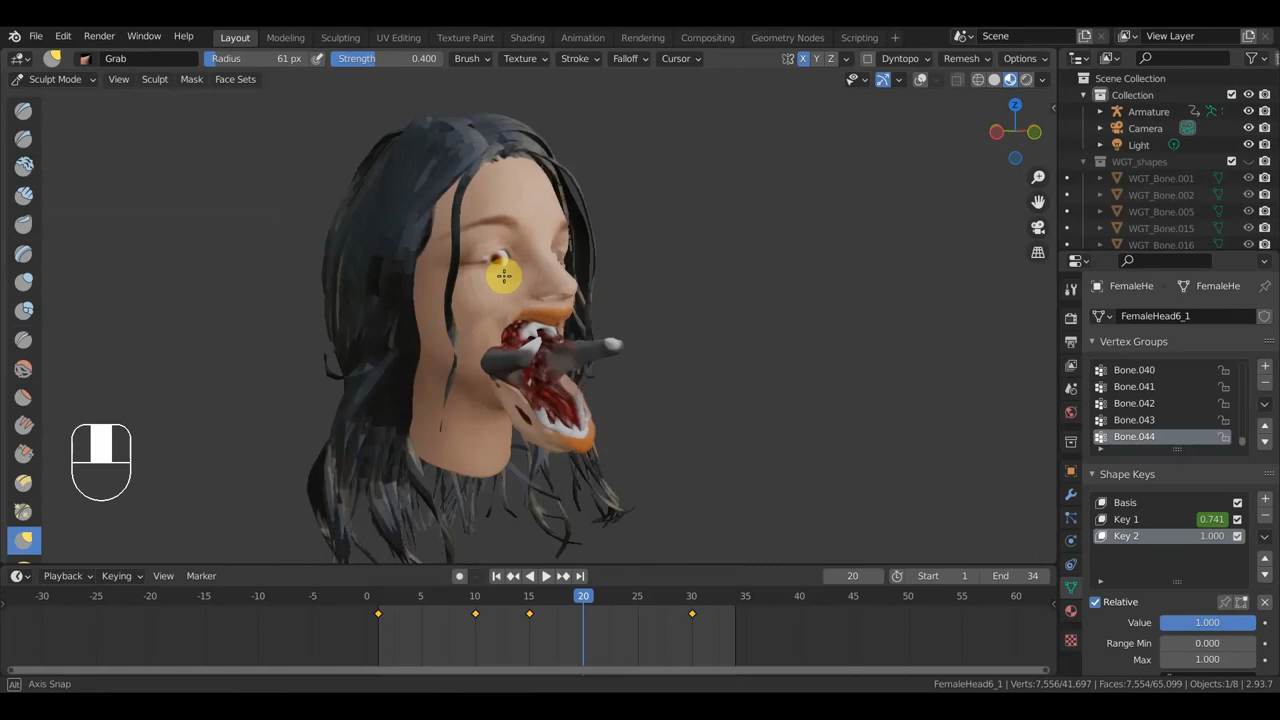 File Edit Render Window Help Layout Modeling Sculpting UV Editing Texture Paint Shading Animation Rendering Compositing Geometry Nodes Scripting + Scene View Layer
Grab Radius 61 px Strength 0.400 Brush Texture Stroke Falloff Cursor X Y Z Dyntopo Remesh Options
Sculpt Mode View Sculpt Mask Face Sets
Scene Collection
Collection
Armature
Camera
Light
WGT_shapes
WGT_Bone.001
WGT_Bone.002
WGT_Bone.005
WGT_Bone.015
WGT_Bone.016
Z
FemaleHe FemaleHe
FemaleHead6_1
Vertex Groups
Bone.040
Bone.041
Bone.042
Bone.043
Bone.044
Shape Keys
Basis
Key 1 0.741
Key 2 1.000
Relative
Value 1.000
Range Min 0.000
Max 1.000
Playback Keying View Marker 20 Start 1 End 34
-30 -25 -20 -15 -10 -5 0 5 10 15 20 25 30 35 40 45 50 55 60
Alt Axis Snap FemaleHead6_1 | Verts:7,556/41,697 | Faces:7,554/65,099 | Objects:1/8 | 2.93.7